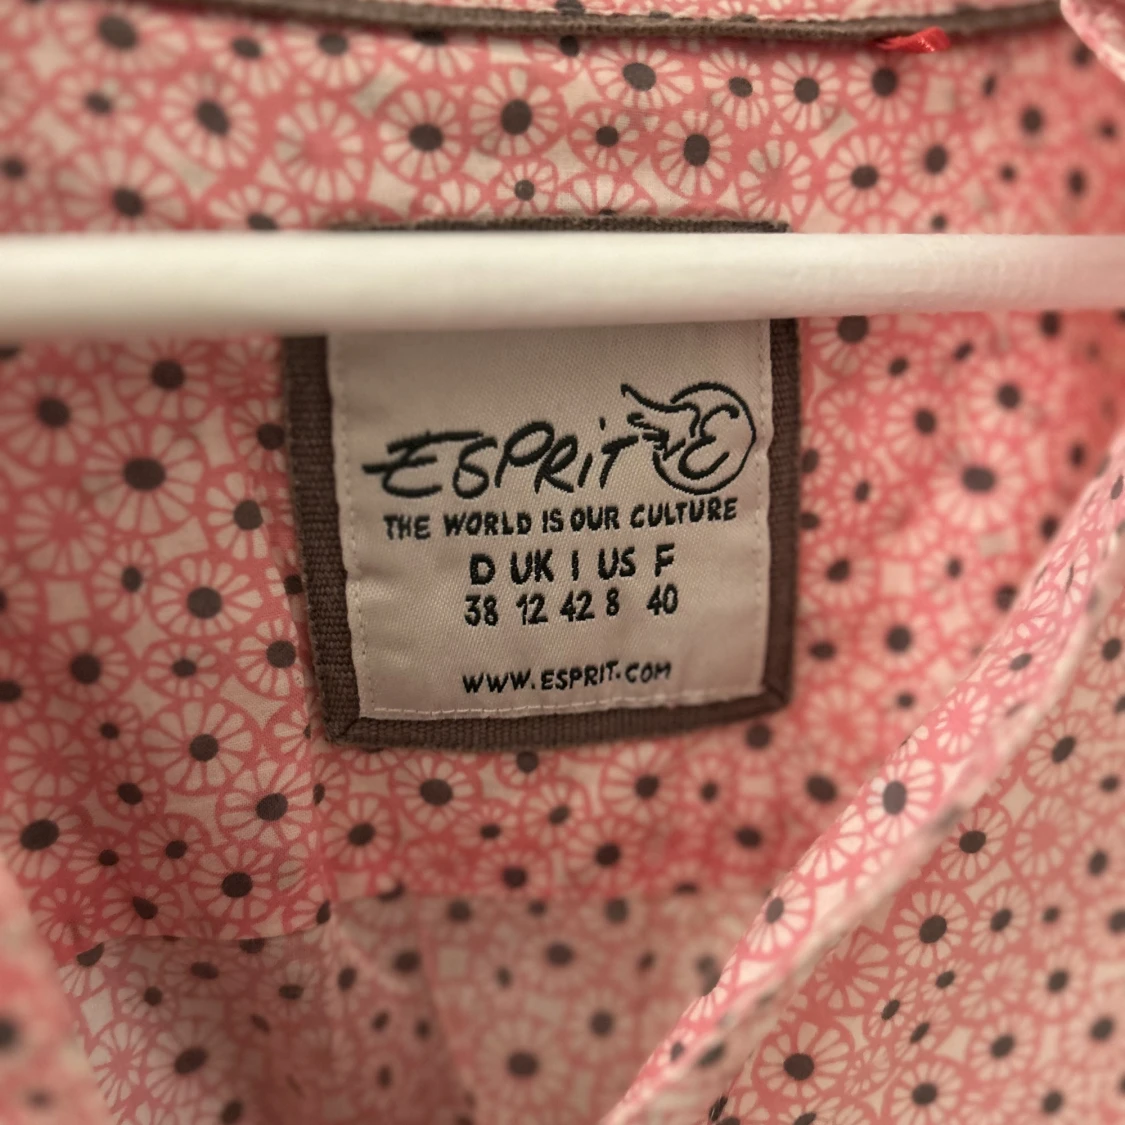 ESPRIT E
THE WORLD IS OUR CULTURE
D UK I US F
38 12 42 8 40
WWW.ESPRIT.COM